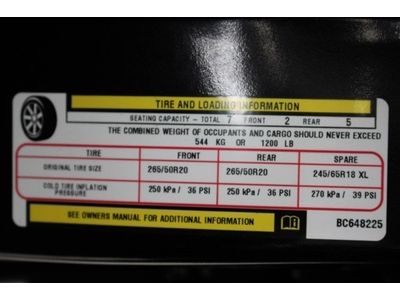 TIRE AND LOADING INFORMATION
SEATING CAPACITY - TOTAL 7 FRONT 2 REAR 5
THE COMBINED WEIGHT OF OCCUPANTS AND CARGO SHOULD NEVER EXCEED
544 KG OR 1200 LB
TIRE FRONT REAR SPARE
ORIGINAL TIRE SIZE 265/50R20 265/50R20 245/65R18 XL
COLD TIRE INFLATION PRESSURE 250 kPa / 36 PSI 250 kPa / 36 PSI 270 kPa / 39 PSI
SEE OWNERS MANUAL FOR ADDITIONAL INFORMATION BC648225